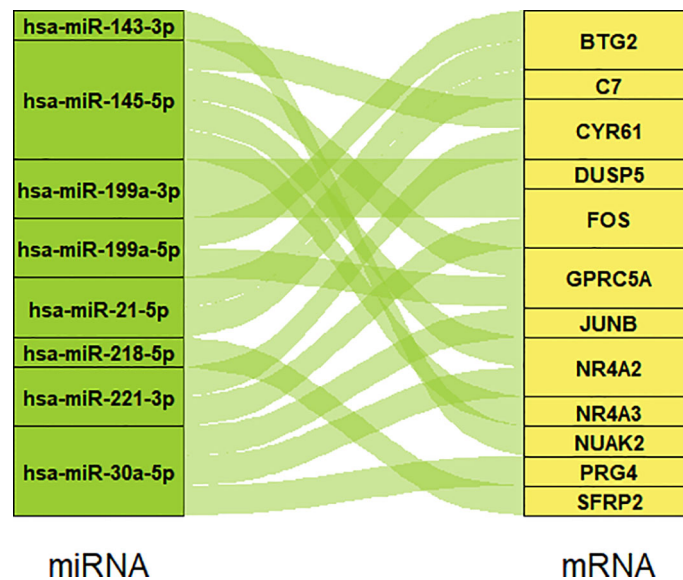 hsa-miR-143-3p
hsa-miR-145-5p
hsa-miR-199a-3p
hsa-miR-199a-5p
hsa-miR-21-5p
hsa-miR-218-5p
hsa-miR-221-3p
hsa-miR-30a-5p
miRNA
BTG2
C7
CYR61
DUSP5
FOS
GPRC5A
JUNB
NR4A2
NR4A3
NUAK2
PRG4
SFRP2
mRNA